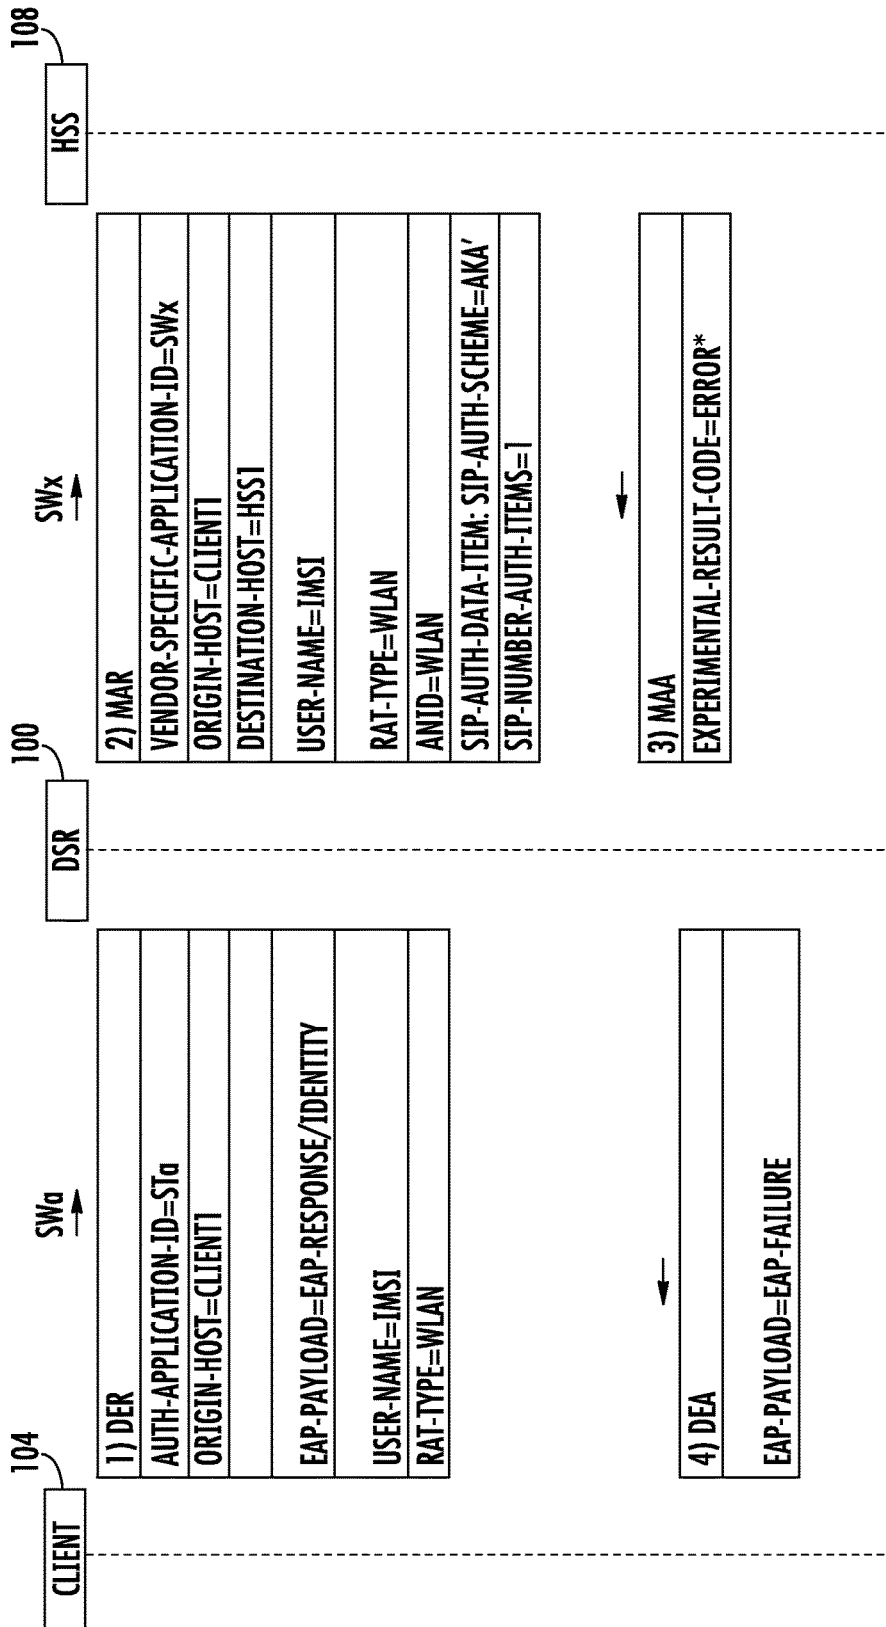 104
100
108
CLIENT
DSR
HSS
SWa
SWx
1) DER
AUTH-APPLICATION-ID=STa
ORIGIN-HOST=CLIENT1
EAP-PAYLOAD=EAP-RESPONSE/IDENTITY
USER-NAME=IMSI
RAT-TYPE=WLAN
2) MAR
VENDOR-SPECIFIC-APPLICATION-ID=SWx
ORIGIN-HOST=CLIENT1
DESTINATION-HOST=HSS1
USER-NAME=IMSI
RAT-TYPE=WLAN
ANID=WLAN
SIP-AUTH-DATA-ITEM: SIP-AUTH-SCHEME=AKA'
SIP-NUMBER-AUTH-ITEMS=1
3) MAA
EXPERIMENTAL-RESULT-CODE=ERROR*
4) DEA
EAP-PAYLOAD=EAP-FAILURE